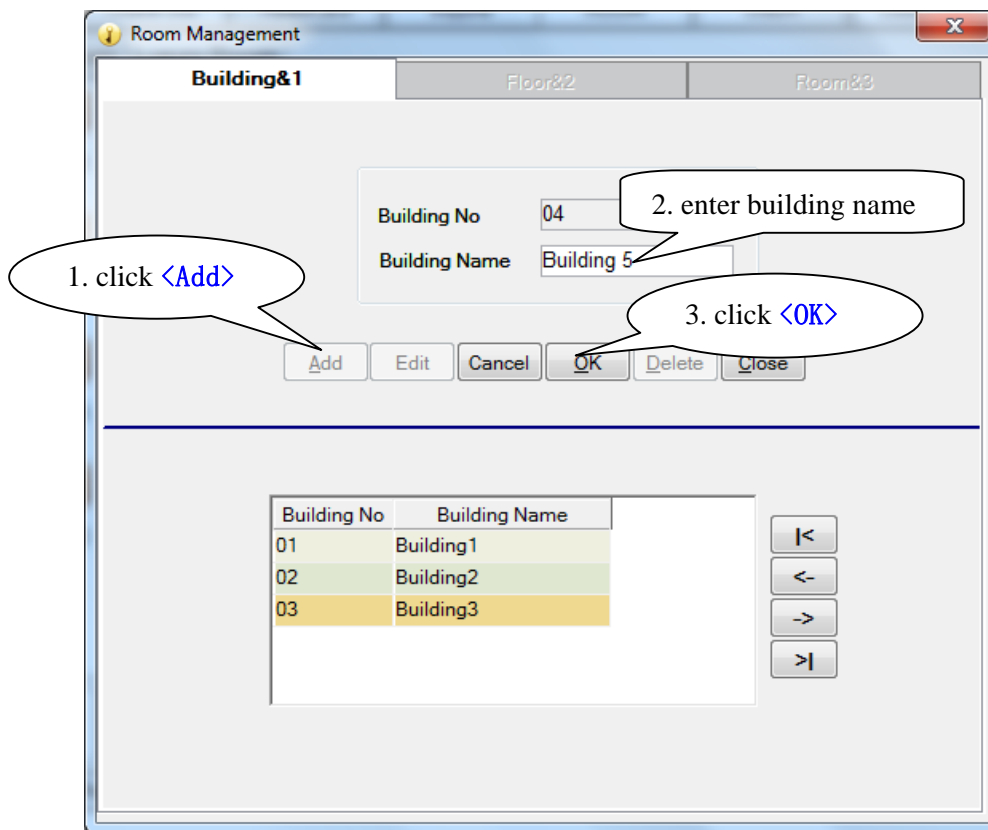 Room Management
Building&1 Floor&2 Room&3
2. enter building name
Building No 04
Building Name Building 5
1. click <Add>
3. click <OK>
Add Edit Cancel OK Delete Close
Building No Building Name
01 Building1
02 Building2
03 Building3
|<
<-
->
>|